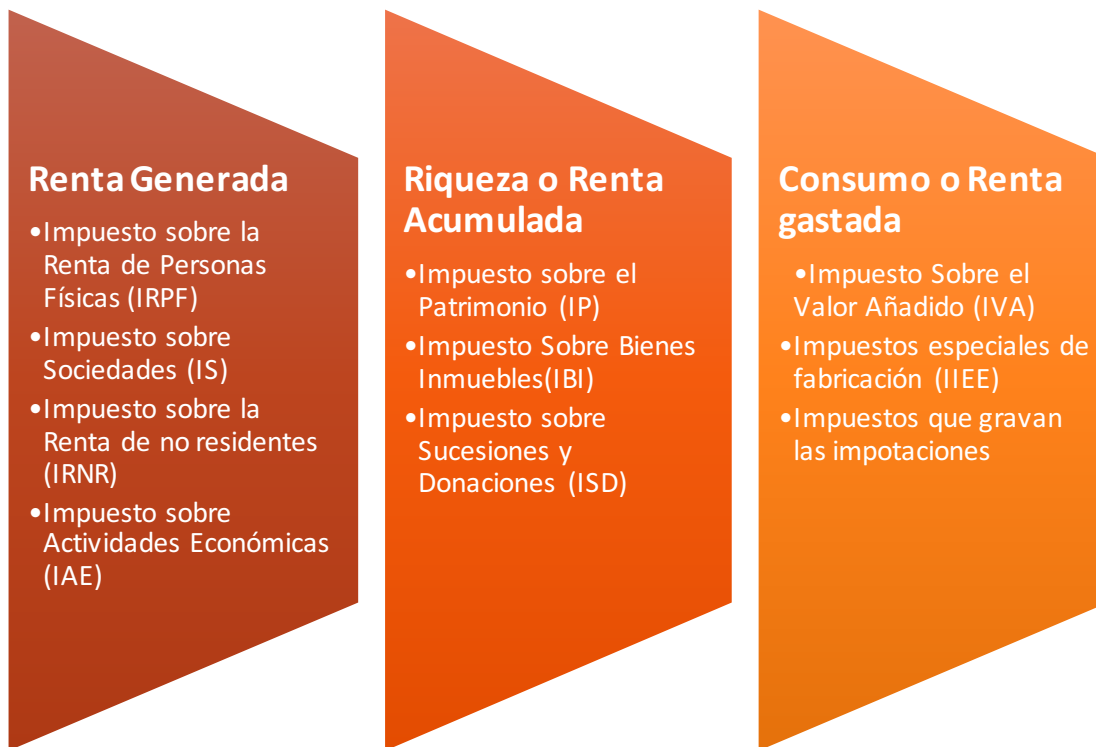 Renta Generada
•Impuesto sobre la
Renta de Personas
Físicas (IRPF)
•Impuesto sobre
Sociedades (IS)
•Impuesto sobre la
Renta de no residentes
(IRNR)
•Impuesto sobre
Actividades Económicas
(IAE)
Riqueza o Renta
Acumulada
•Impuesto sobre el
Patrimonio (IP)
•Impuesto Sobre Bienes
Inmuebles(IBI)
•Impuesto sobre
Sucesiones y
Donaciones (ISD)
Consumo o Renta
gastada
•Impuesto Sobre el
Valor Añadido (IVA)
•Impuestos especiales de
fabricación (IIEE)
•Impuestos que gravan
las impotaciones